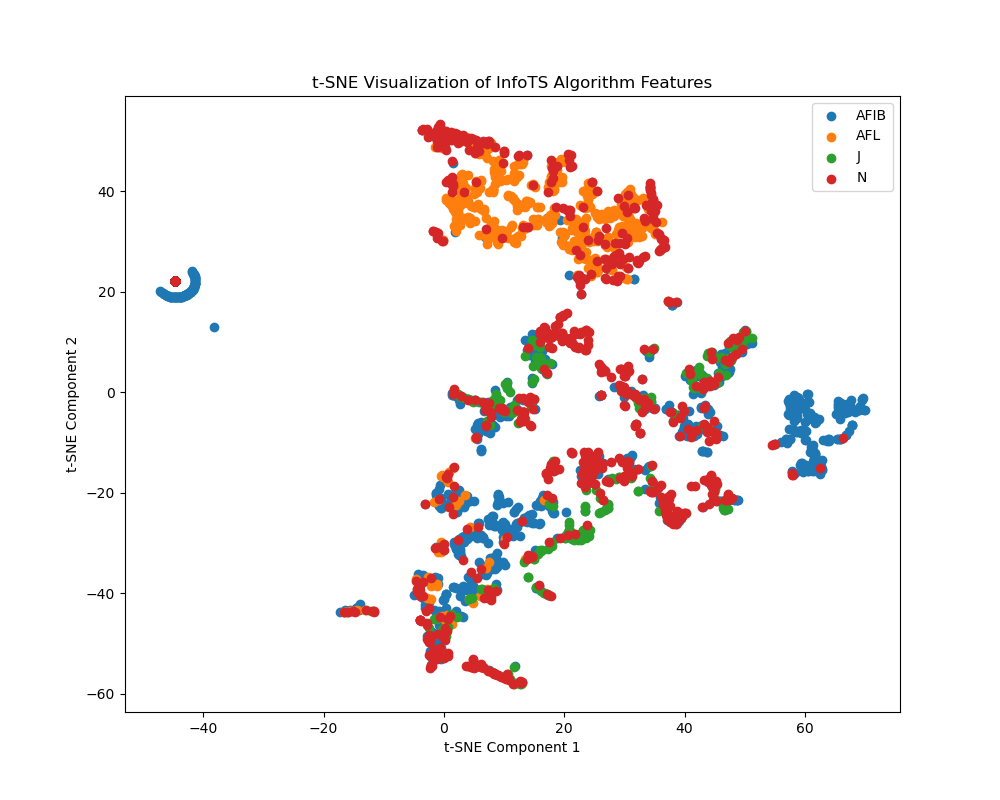 t-SNE Visualization of InfoTS Algorithm Features
AFIB
AFL
J
N
40
20
0
−20
−40
−60
t-SNE Component 2
−40
−20
0
20
40
60
t-SNE Component 1